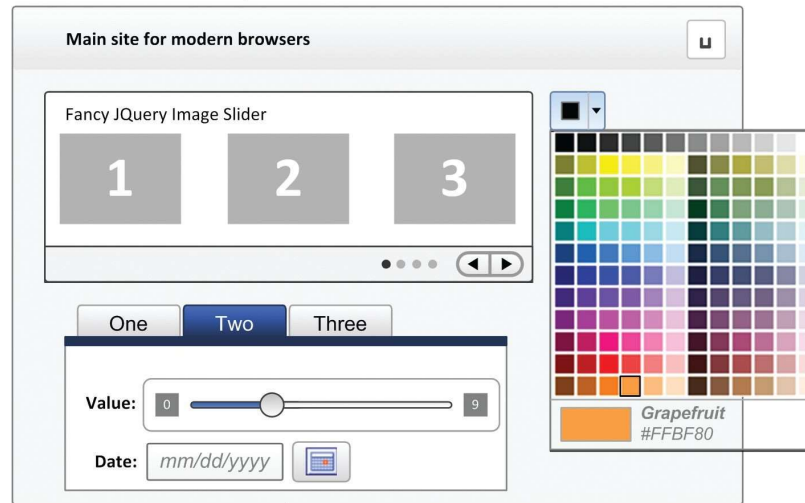 Main site for modern browsers
Fancy JQuery Image Slider
1 2 3
One Two Three
Value: 0 9
Date: mm/dd/yyyy
Grapefruit
#FFBF80